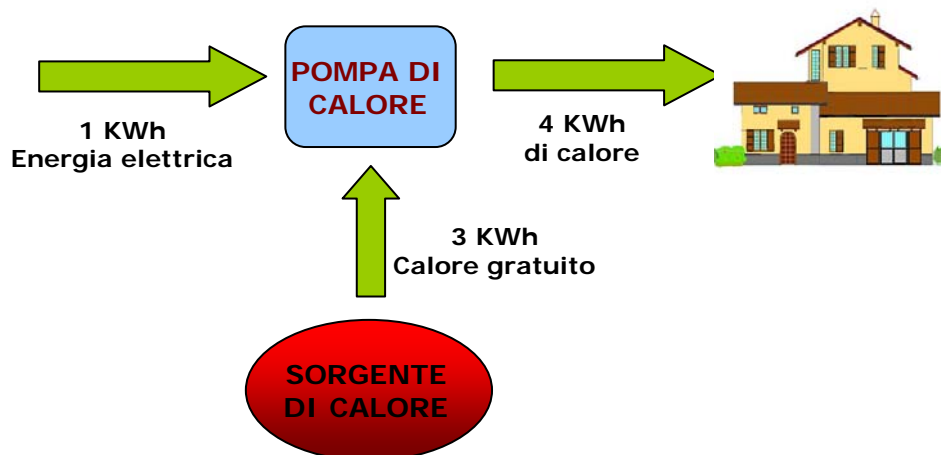 POMPA DI
CALORE
1 KWh
Energia elettrica
4 KWh
di calore
3 KWh
Calore gratuito
SORGENTE
DI CALORE